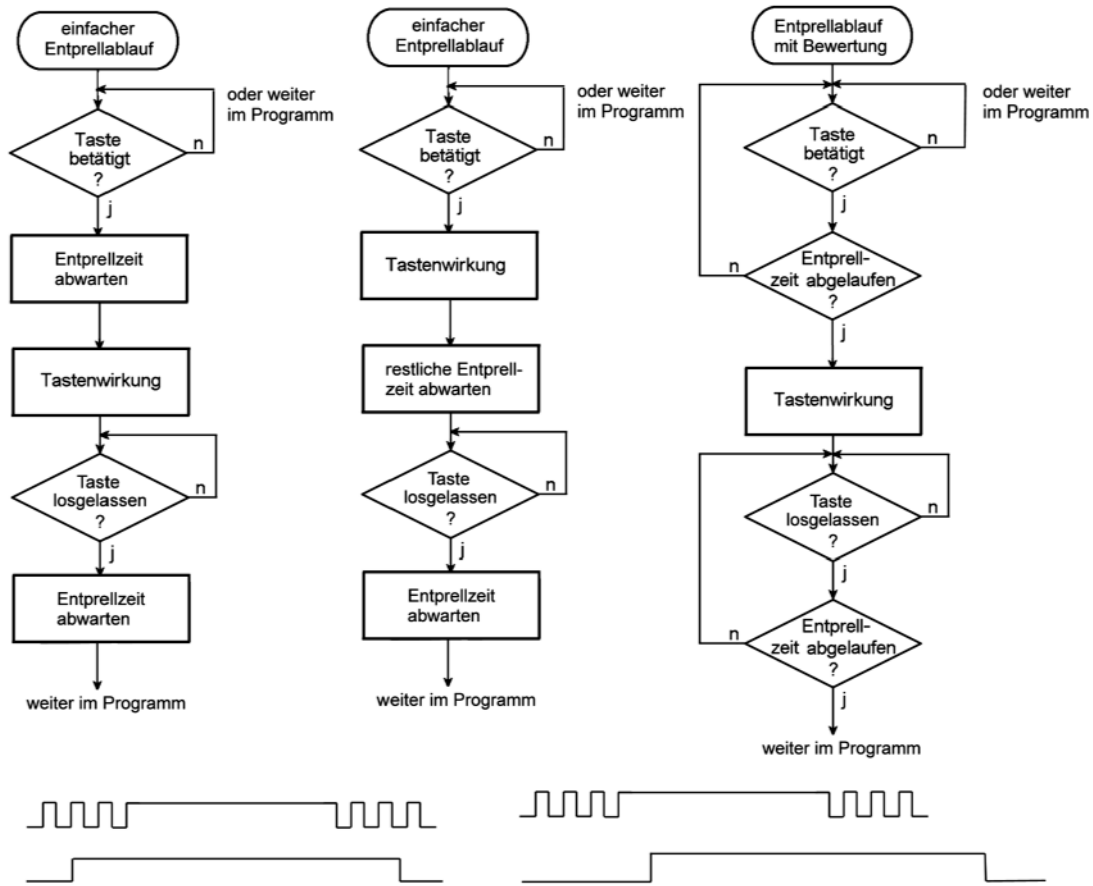 einfacher
Entprellablauf
oder weiter
im Programm
Taste
betätigt
?
n
j
Entprellzeit
abwarten
Tastenwirkung
Taste
losgelassen
?
n
j
Entprellzeit
abwarten
weiter im Programm
einfacher
Entprellablauf
oder weiter
im Programm
Taste
betätigt
?
n
j
Tastenwirkung
restliche Entprell-
zeit abwarten
Taste
losgelassen
?
n
j
Entprellzeit
abwarten
weiter im Programm
Entprellablauf
mit Bewertung
oder weiter
im Programm
Taste
betätigt
?
n
j
Entprell-
zeit abgelaufen
?
n
j
Tastenwirkung
Taste
losgelassen
?
n
j
Entprell-
zeit abgelaufen
?
n
j
weiter im Programm